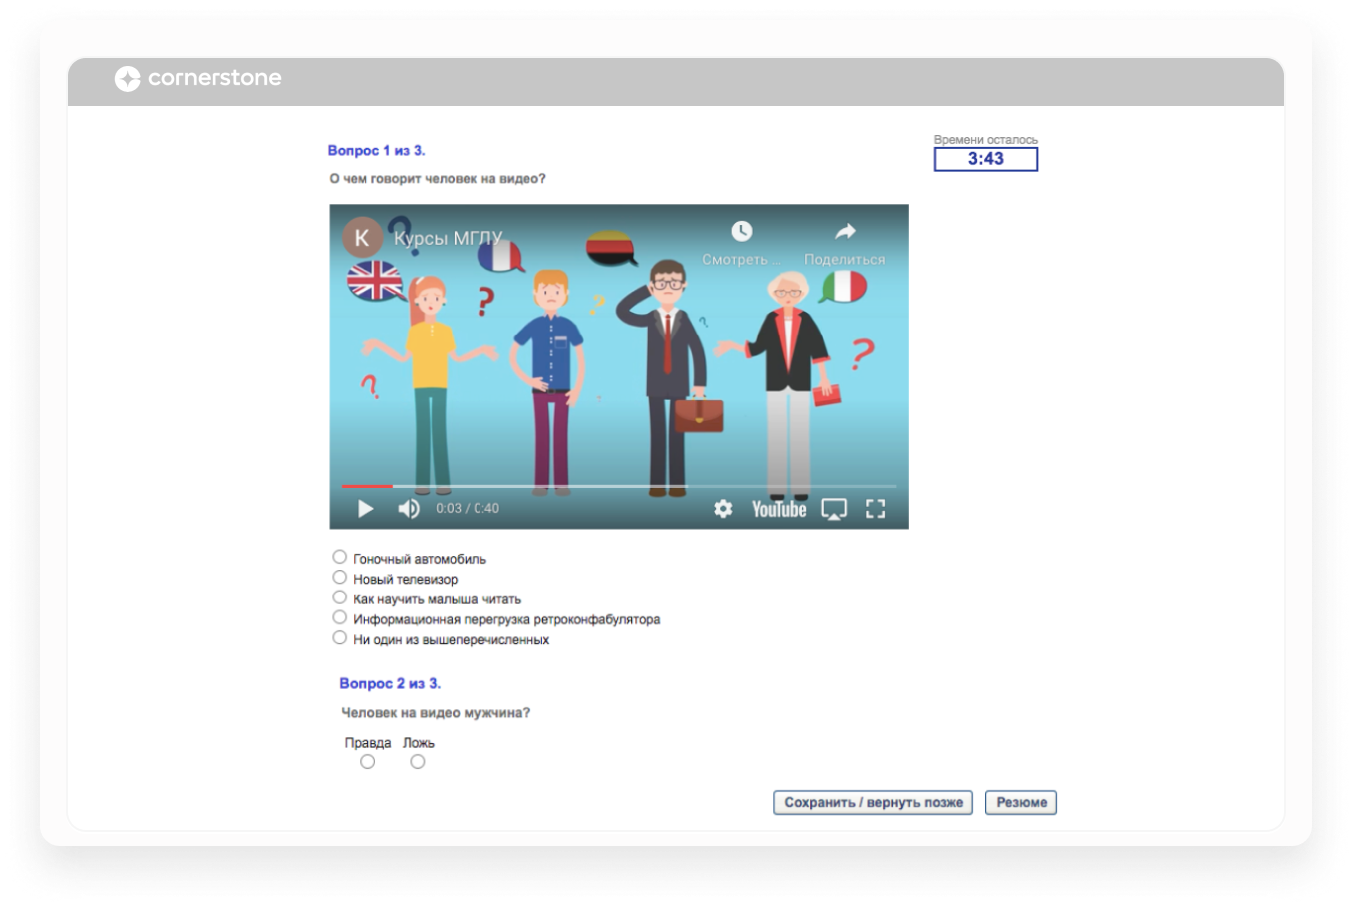 cornerstone
Времени осталось
3:43
Вопрос 1 из 3.
О чем говорит человек на видео?
К
Курсы МГЛУ
Смотреть ...
Поделиться
0:03 / 0:40
YouTube
Гоночный автомобиль
Новый телевизор
Как научить малыша читать
Информационная перегрузка ретроконфабулятора
Ни один из вышеперечисленных
Вопрос 2 из 3.
Человек на видео мужчина?
Правда Ложь
Сохранить / вернуть позже Резюме